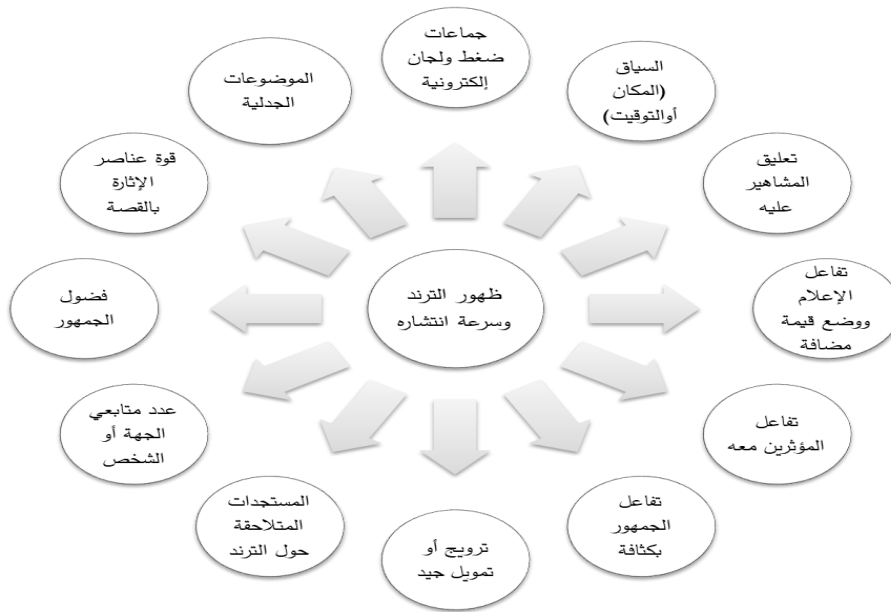 جماعات
ضغط ولجان
إلكترونية
السياق
(المكان
أوالتوقيت)
تعليق
المشاهير
عليه
تفاعل
الإعلام
ووضع قيمة
مضافة
تفاعل
المؤثرين معه
تفاعل
الجمهور
بكثافة
ترويج أو
تمويل جيد
المستجدات
المتلاحقة
حول الترند
عدد متابعي
الجهة أو
الشخص
فضول
الجمهور
قوة عناصر
الإثارة
بالقصة
الموضوعات
الجدلية
ظهور الترند
وسرعة انتشاره